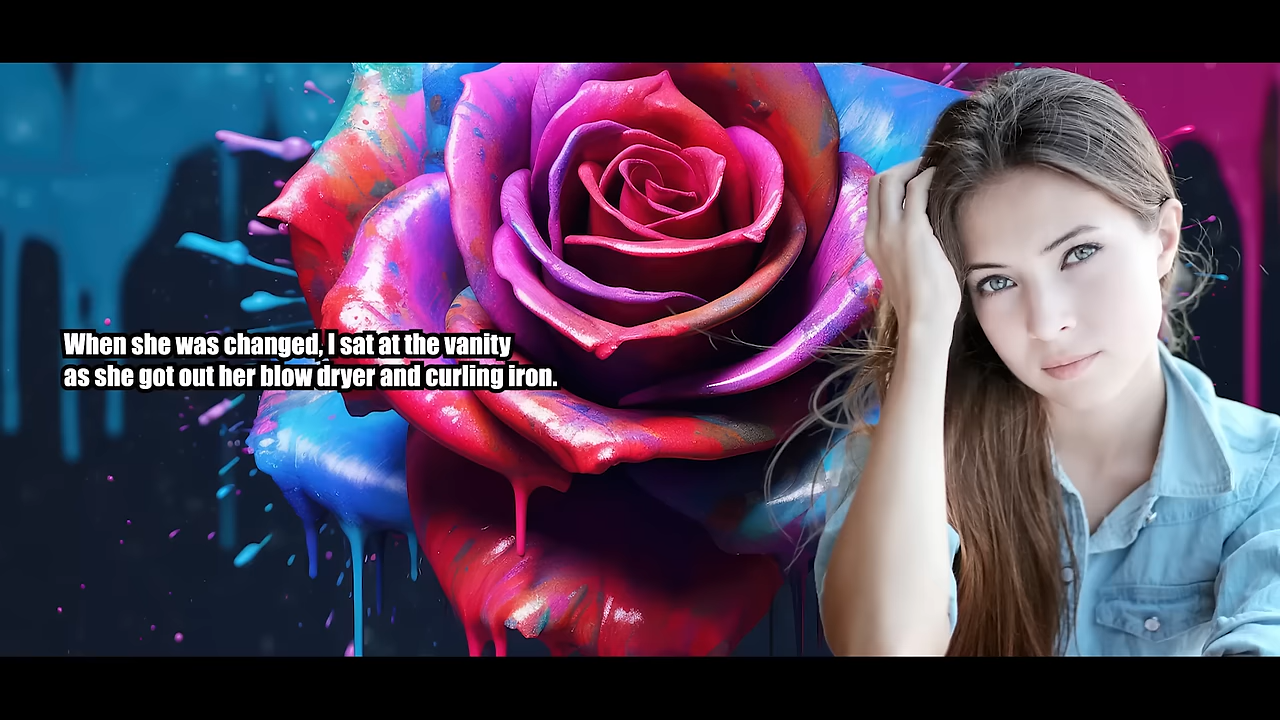 When she was changed, I sat at the vanity
as she got out her blow dryer and curling iron.